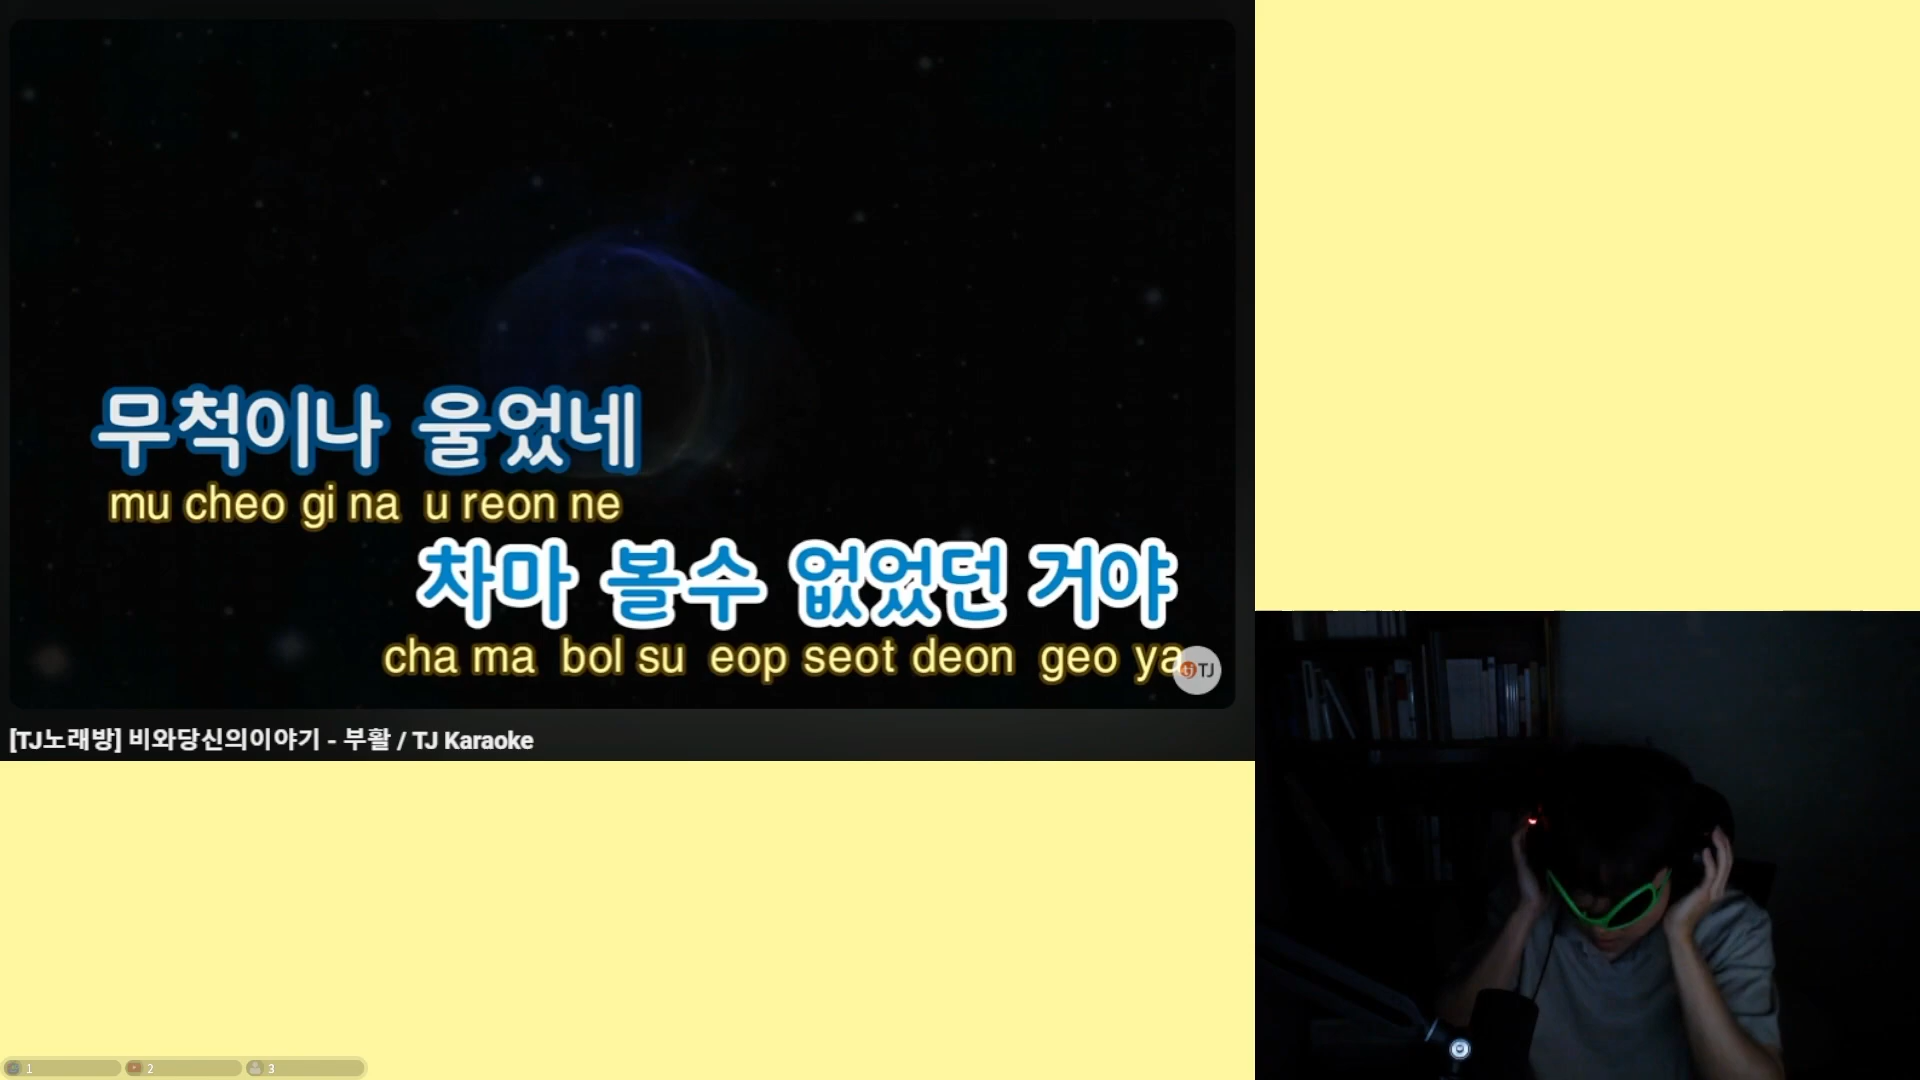 무척이나 울었네
mu cheo gi na u reon ne
차마 볼수 없었던 거야
cha ma bol su eop seot deon geo ya
TJ
[TJ노래방] 비와당신의이야기 - 부활 / TJ Karaoke
1 2 3